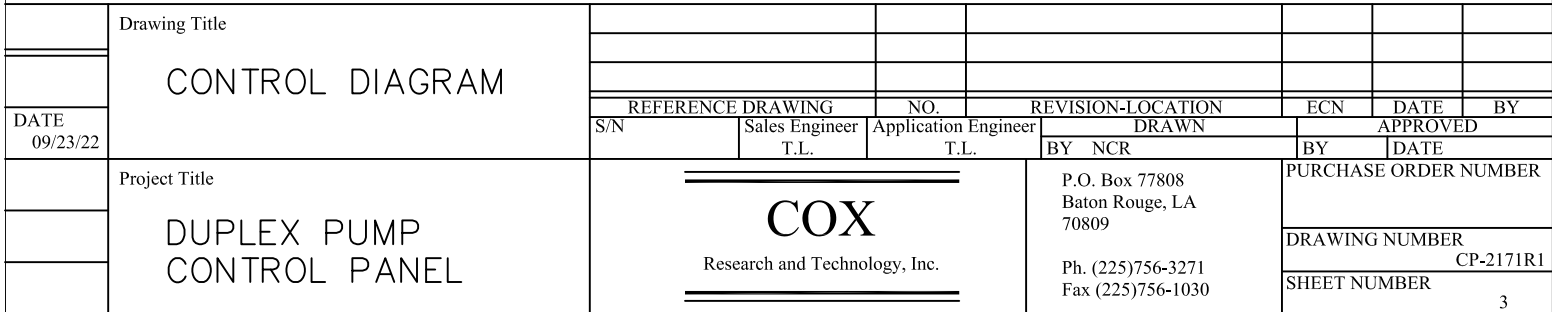 Drawing Title
CONTROL DIAGRAM
REFERENCE DRAWING NO. REVISION-LOCATION ECN DATE BY
DATE
09/23/22
S/N Sales Engineer Application Engineer DRAWN APPROVED
T.L. T.L. BY NCR BY DATE
Project Title
DUPLEX PUMP
CONTROL PANEL
COX
Research and Technology, Inc.
P.O. Box 77808
Baton Rouge, LA
70809
Ph. (225)756-3271
Fax (225)756-1030
PURCHASE ORDER NUMBER
DRAWING NUMBER
CP-2171R1
SHEET NUMBER
3